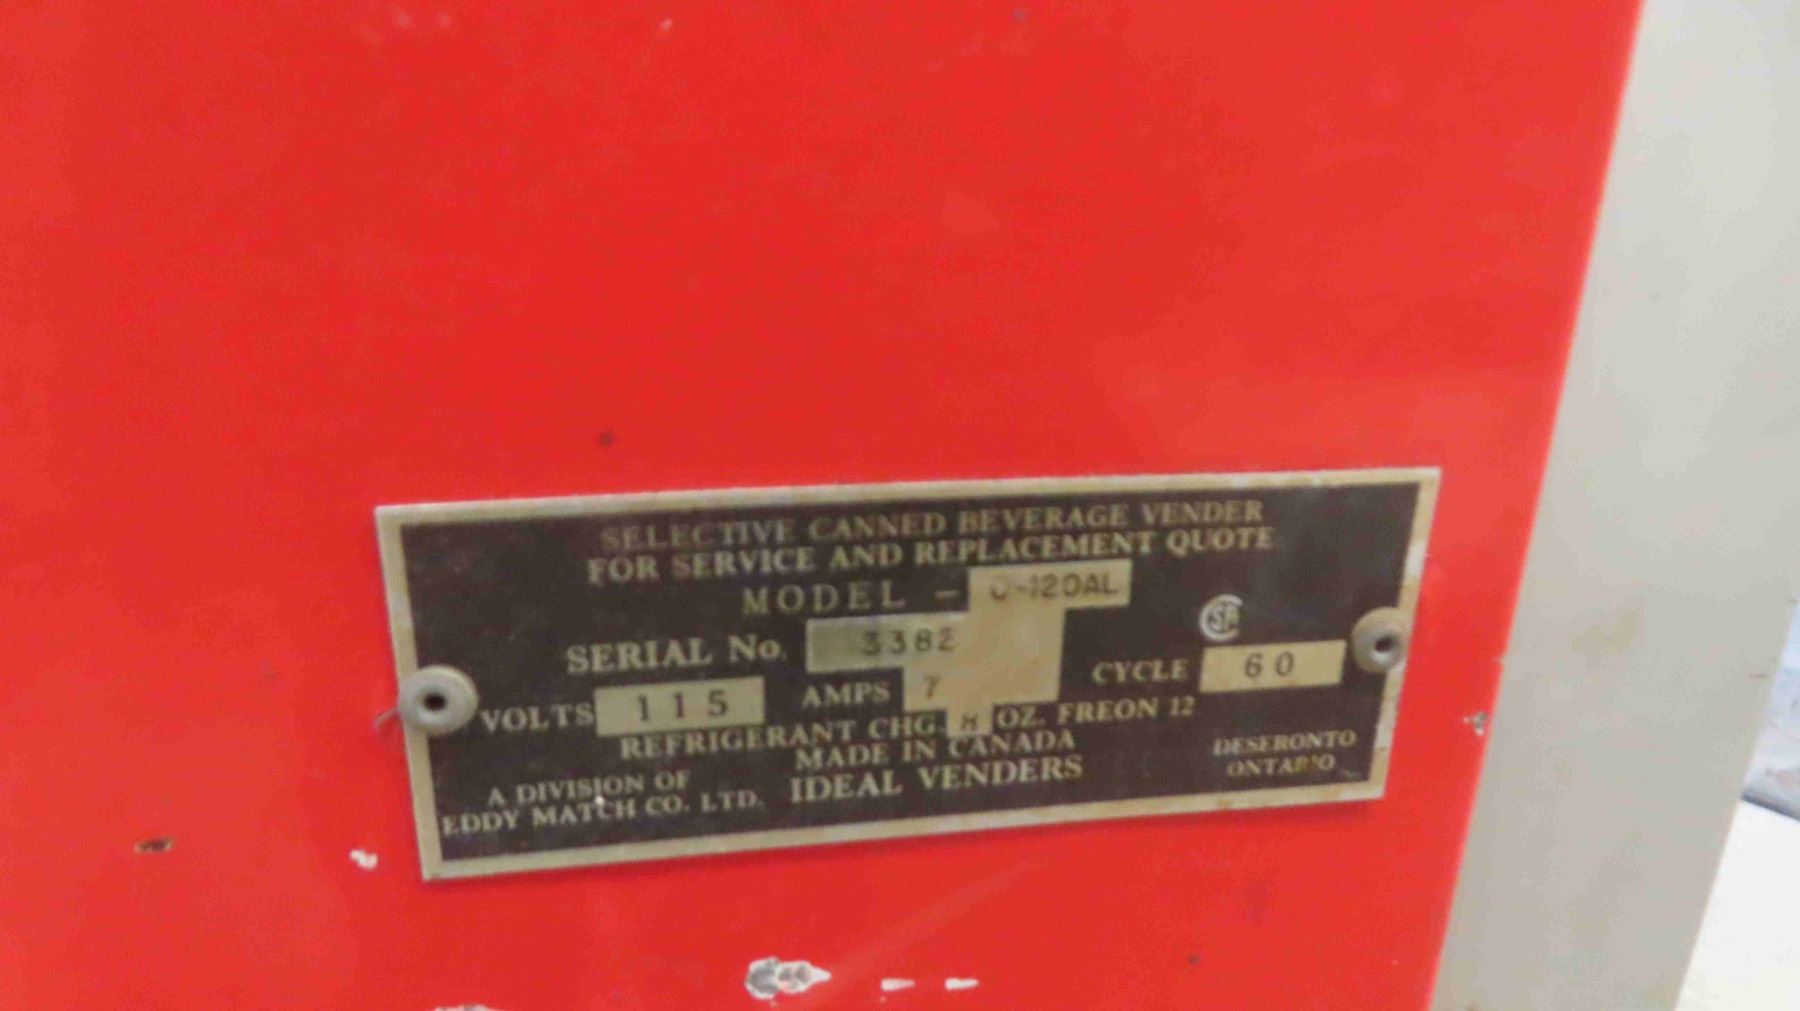 SELECTIVE CANNED BEVERAGE VENDER
FOR SERVICE AND REPLACEMENT QUOTE
MODEL -
SERIAL No. 3382
VOLTS 115 AMPS 7 CYCLE 60
REFRIGERANT CHG. 8 OZ. FREON 12
MADE IN CANADA
A DIVISION OF
EDDY MATCH CO. LTD. IDEAL VENDERS
DESERONTO
ONTARIO